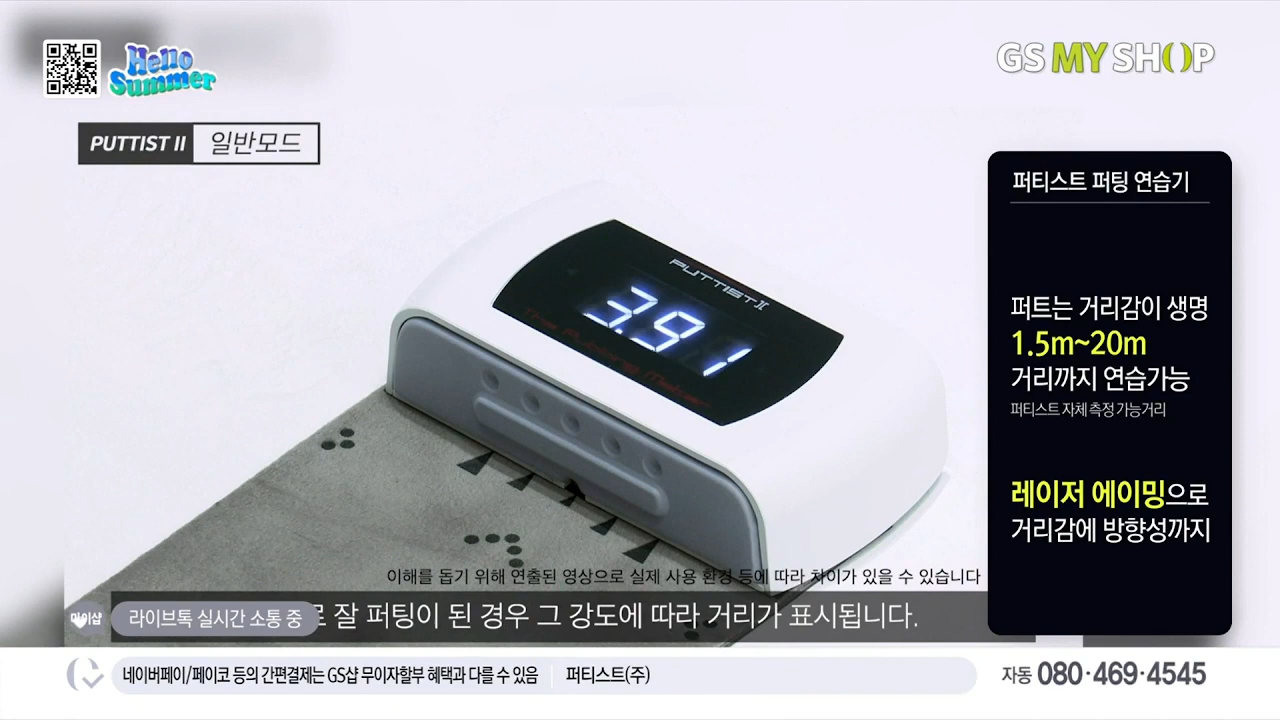 Hello
Summer
GS MY SHOP
PUTTIST II 일반모드
퍼티스트 퍼팅 연습기
PUTTIST II
3.91
The Putting Meter
퍼트는 거리감이 생명
1.5m~20m
거리까지 연습가능
퍼티스트 자체 측정 가능거리
레이저 에이밍으로
거리감에 방향성까지
이해를 돕기 위해 연출된 영상으로 실제 사용 환경 등에 따라 차이가 있을 수 있습니다
마이샵 라이브톡 실시간 소통 중 로 잘 퍼팅이 된 경우 그 강도에 따라 거리가 표시됩니다.
네이버페이/페이코 등의 간편결제는 GS샵 무이자할부 혜택과 다를 수 있음 퍼티스트(주)
자동 080·469·4545